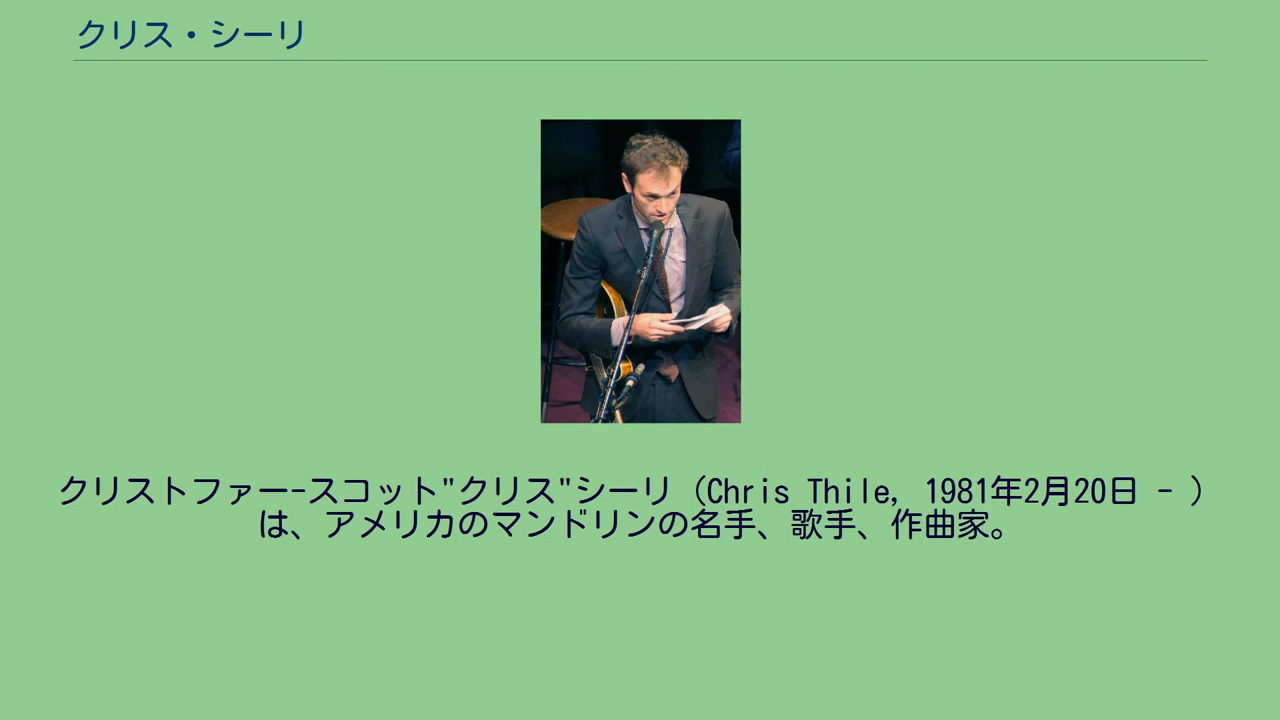 クリス・シーリ
クリストファー-スコット"クリス"シーリ（Chris Thile, 1981年2月20日 - ）
は、アメリカのマンドリンの名手、歌手、作曲家。